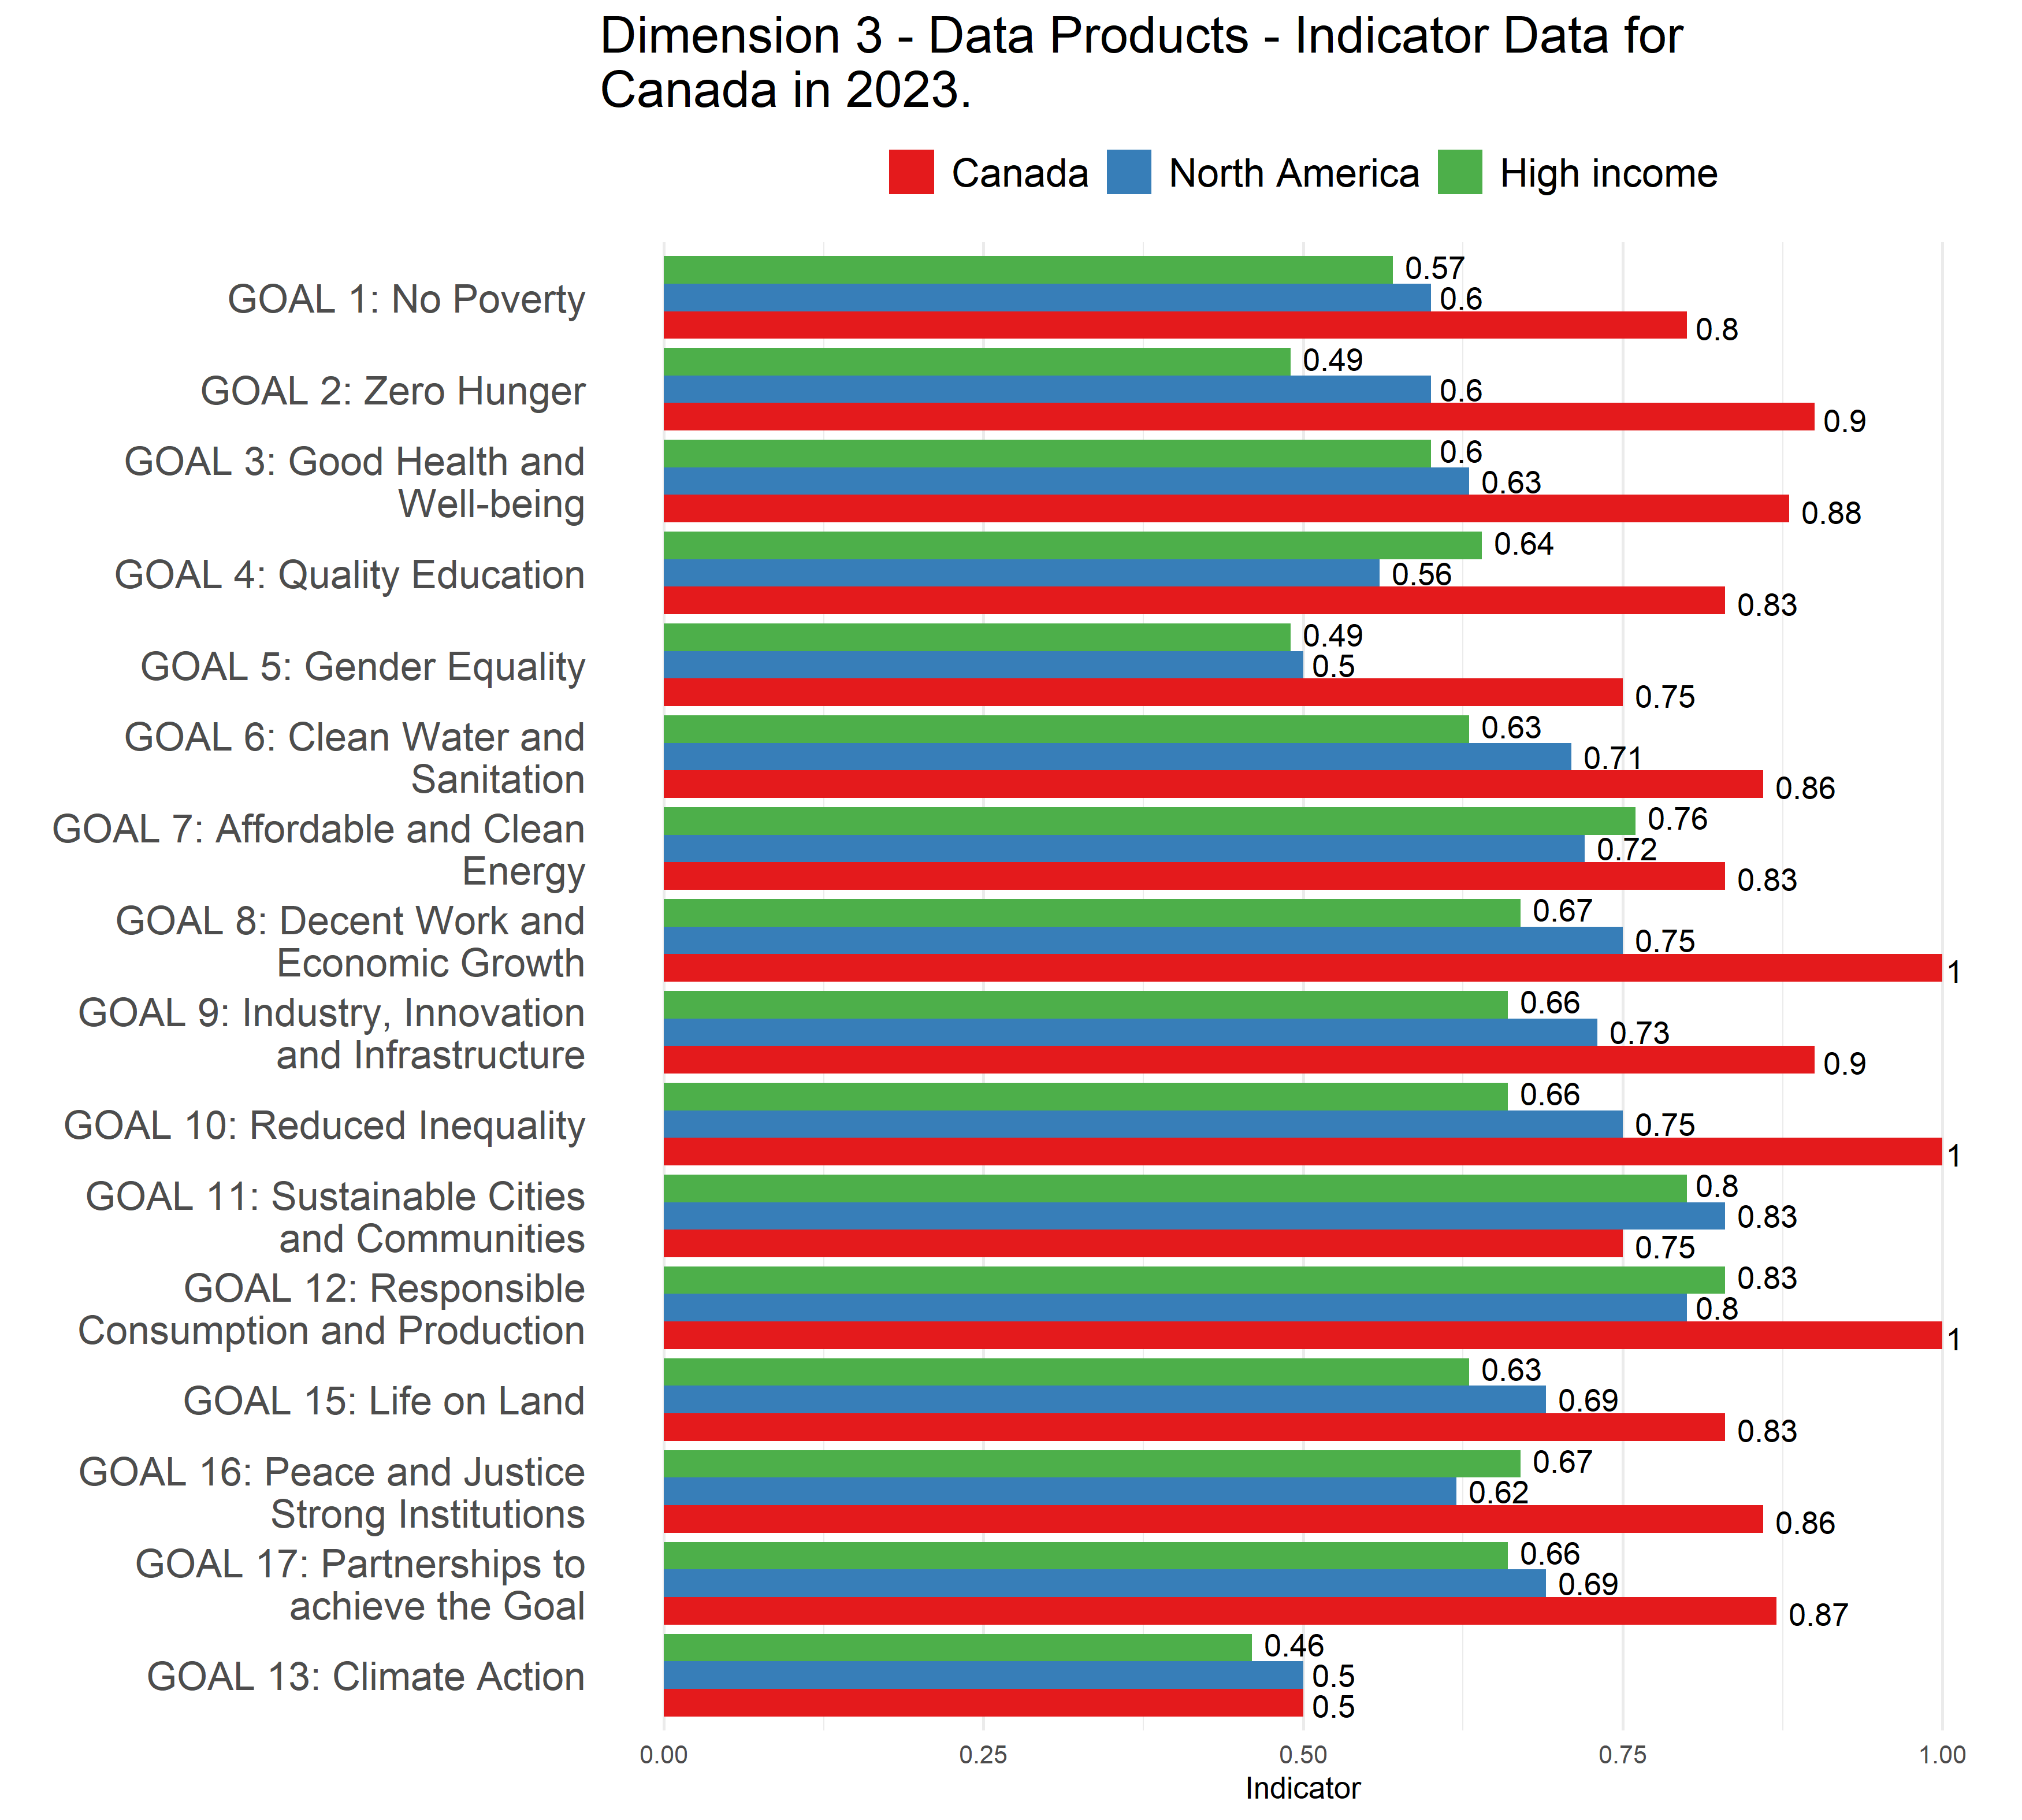 Dimension 3 - Data Products - Indicator Data for
Canada in 2023.
Canada North America High income
GOAL 1: No Poverty
0.57
0.6
0.8
GOAL 2: Zero Hunger
0.49
0.6
0.9
GOAL 3: Good Health and
Well-being
0.6
0.63
0.88
GOAL 4: Quality Education
0.64
0.56
0.83
GOAL 5: Gender Equality
0.49
0.5
0.75
GOAL 6: Clean Water and
Sanitation
0.63
0.71
0.86
GOAL 7: Affordable and Clean
Energy
0.76
0.72
0.83
GOAL 8: Decent Work and
Economic Growth
0.67
0.75
1
GOAL 9: Industry, Innovation
and Infrastructure
0.66
0.73
0.9
GOAL 10: Reduced Inequality
0.66
0.75
1
GOAL 11: Sustainable Cities
and Communities
0.8
0.83
0.75
GOAL 12: Responsible
Consumption and Production
0.83
0.8
1
GOAL 15: Life on Land
0.63
0.69
0.83
GOAL 16: Peace and Justice
Strong Institutions
0.67
0.62
0.86
GOAL 17: Partnerships to
achieve the Goal
0.66
0.69
0.87
GOAL 13: Climate Action
0.46
0.5
0.5
0.00 0.25 0.50 0.75 1.00
Indicator